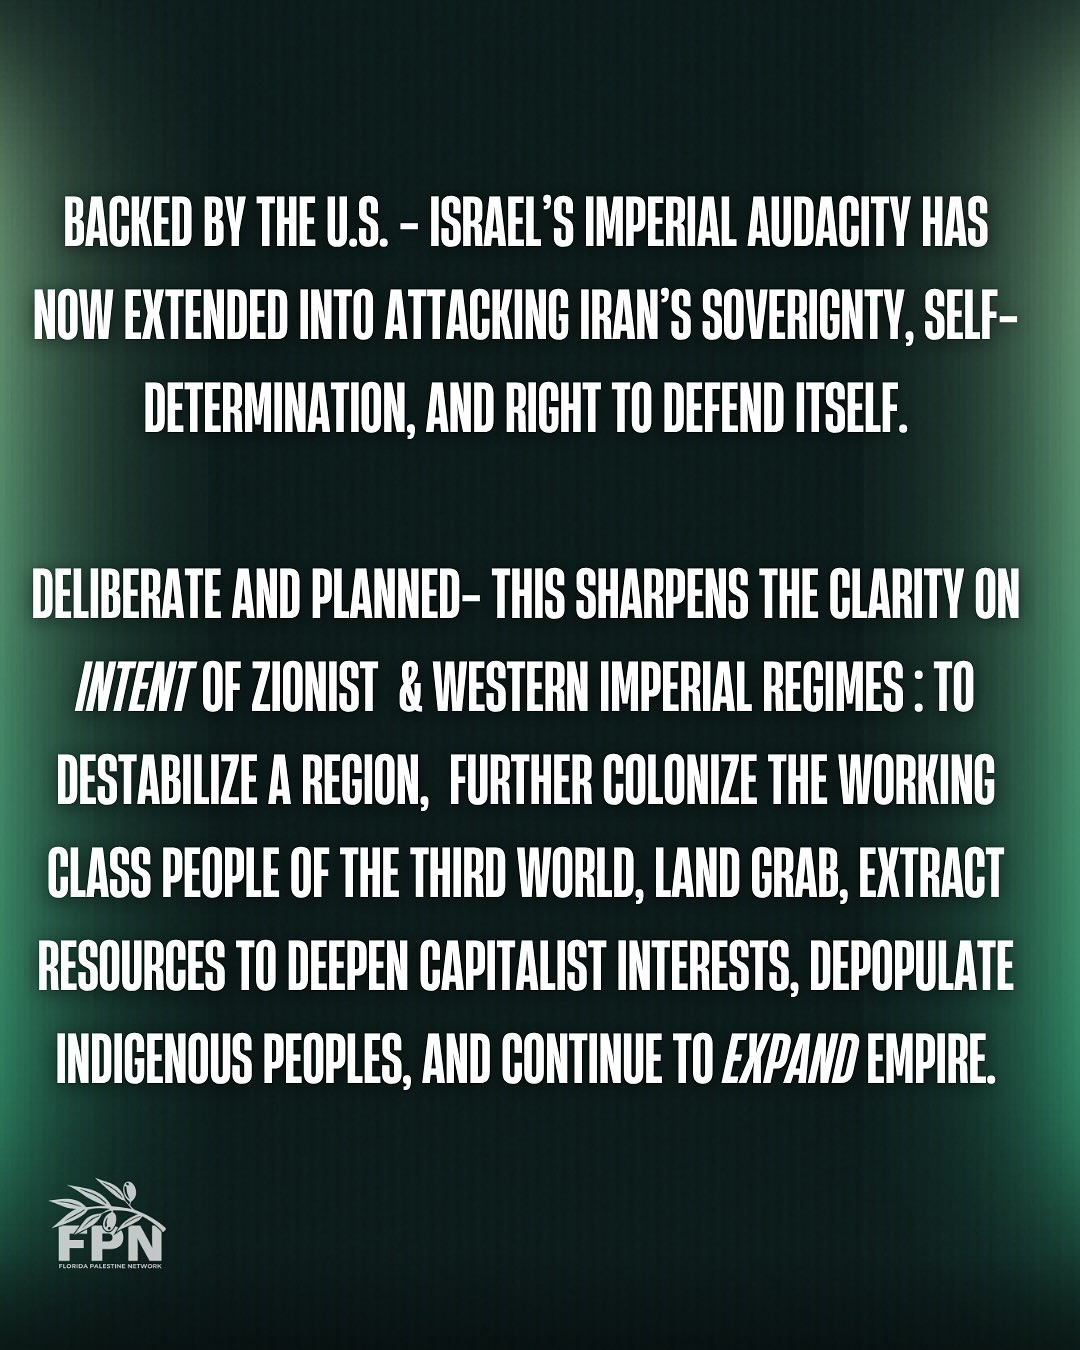 BACKED BY THE U.S. - ISRAEL'S IMPERIAL AUDACITY HAS
NOW EXTENDED INTO ATTACKING IRAN'S SOVERIGNTY, SELF-
DETERMINATION, AND RIGHT TO DEFEND ITSELF.
DELIBERATE AND PLANNED- THIS SHARPENS THE CLARITY ON
INTENT OF ZIONIST & WESTERN IMPERIAL REGIMES : TO
DESTABILIZE A REGION, FURTHER COLONIZE THE WORKING
CLASS PEOPLE OF THE THIRD WORLD, LAND GRAB, EXTRACT
RESOURCES TO DEEPEN CAPITALIST INTERESTS, DEPOPULATE
INDIGENOUS PEOPLES, AND CONTINUE TO EXPAND EMPIRE.
FPN
FLORIDA PALESTINE NETWORK